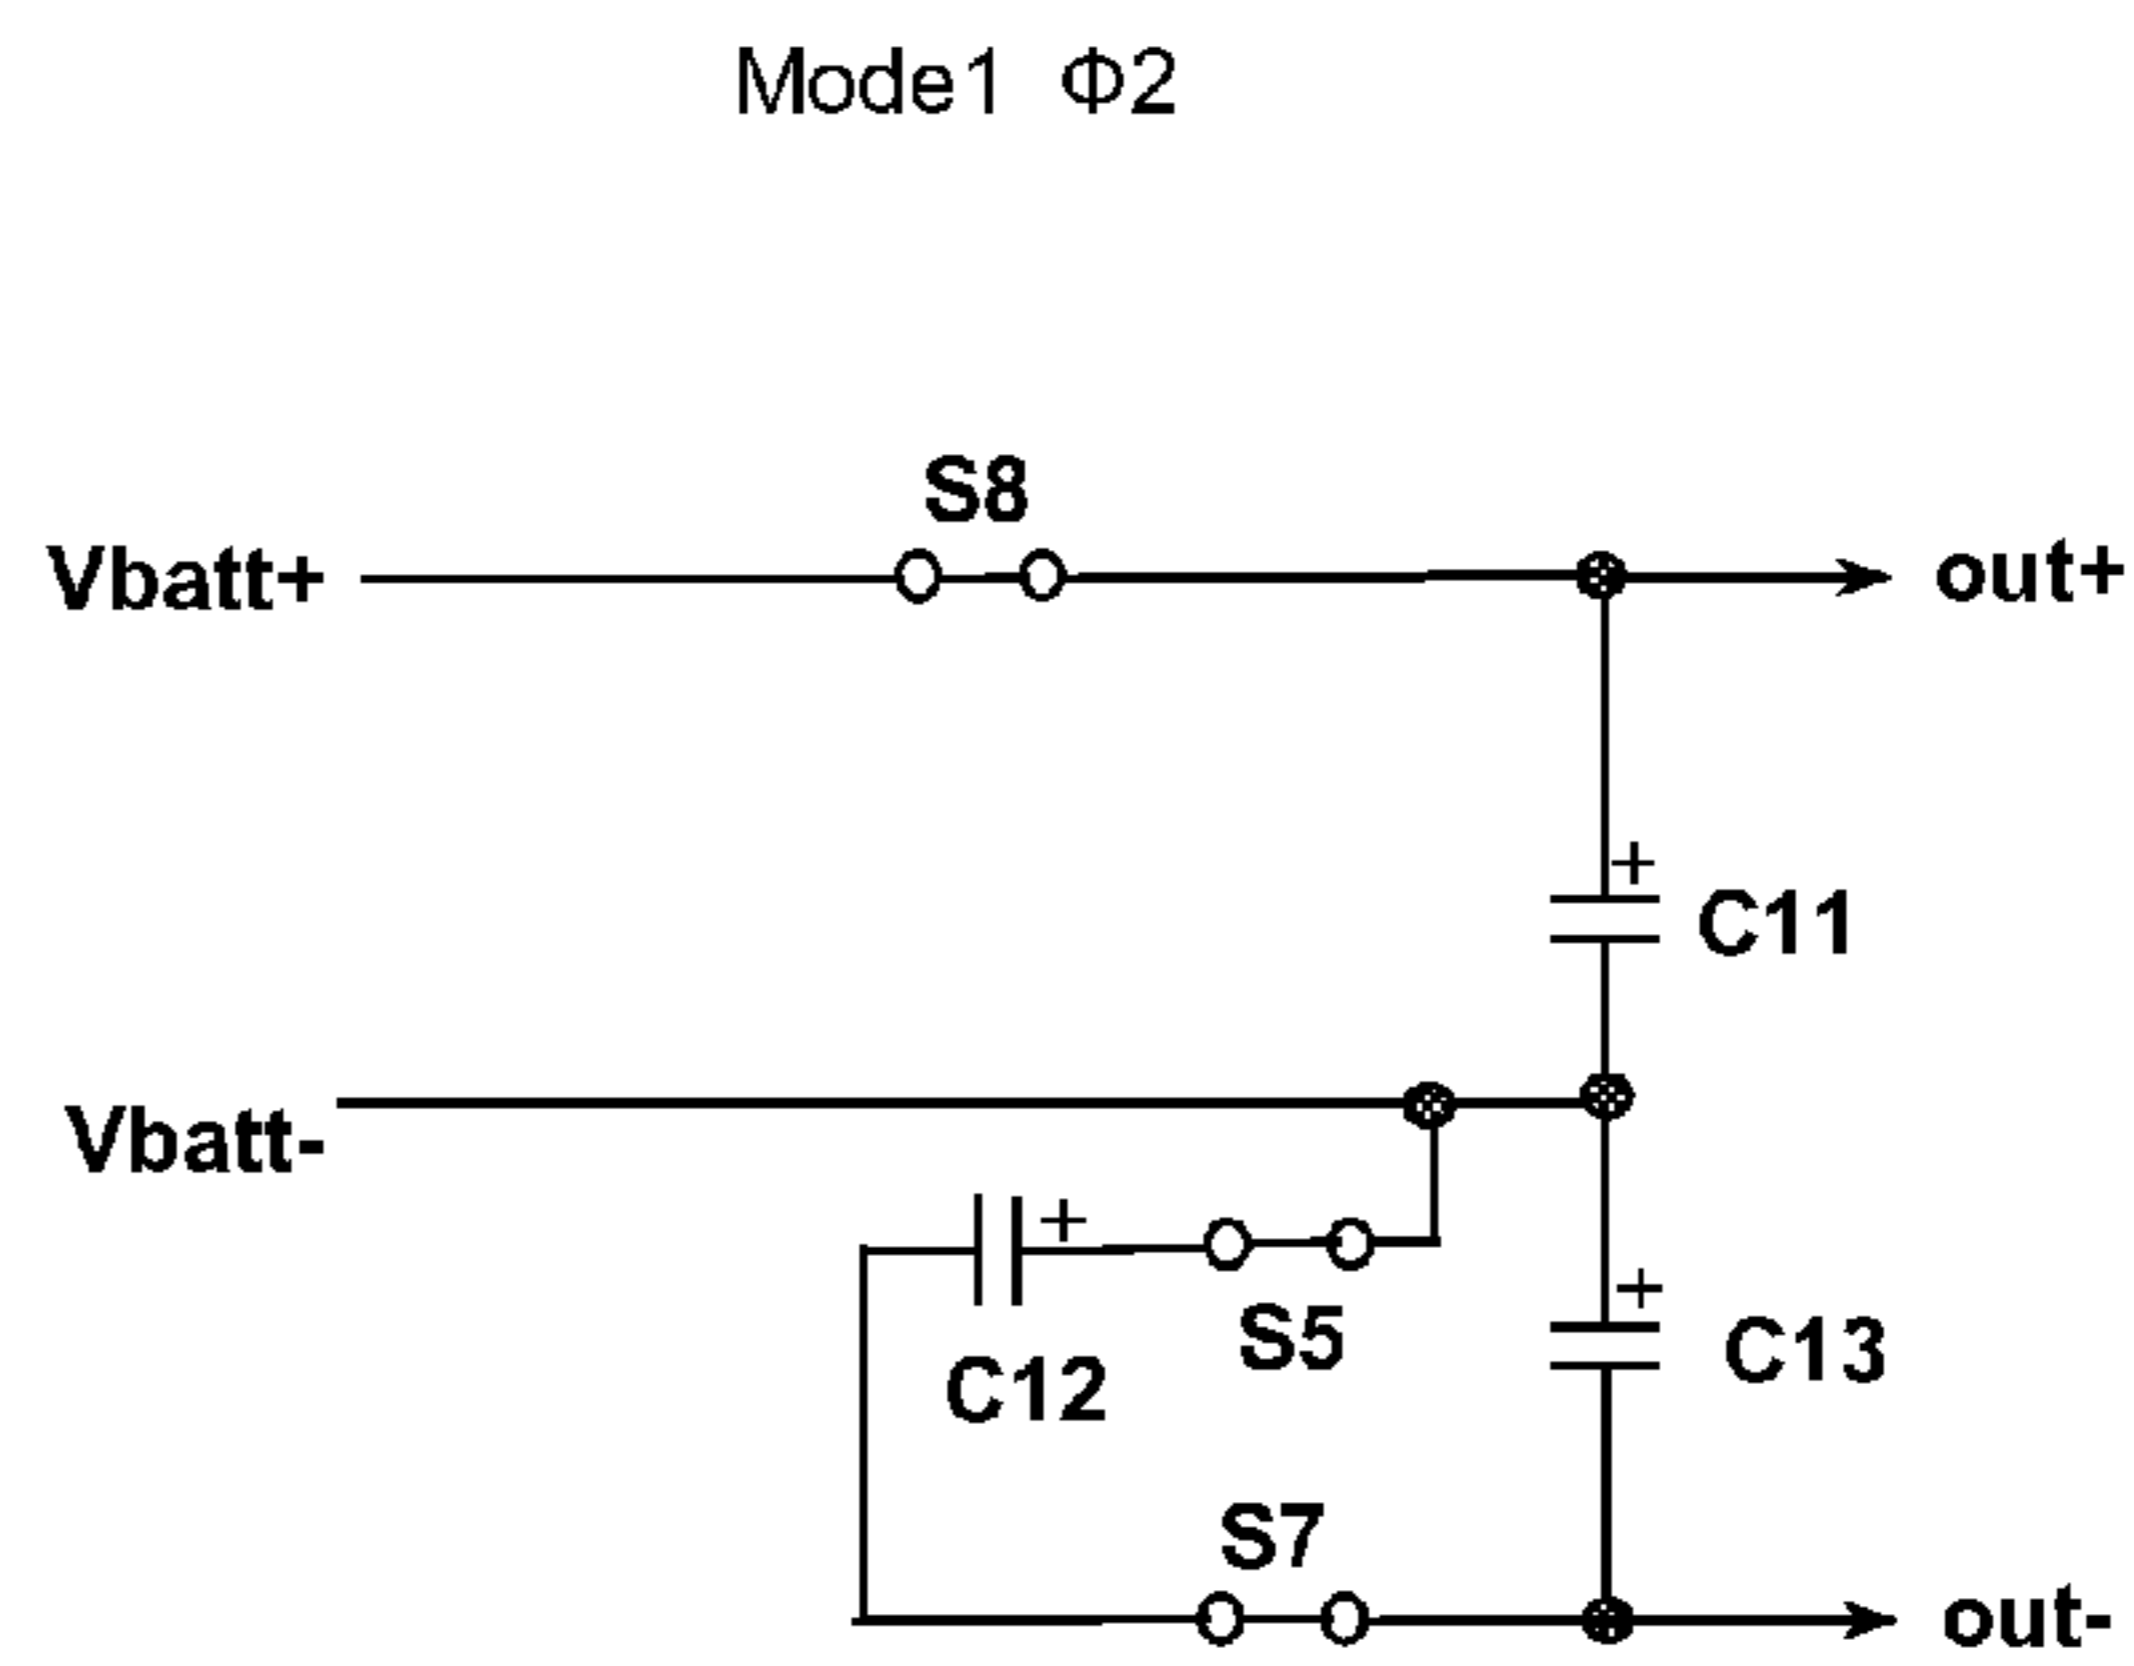 Mode1 Φ2
S8
Vbatt+
out+
+
C11
Vbatt-
+
S5
C12
+
C13
S7
out-